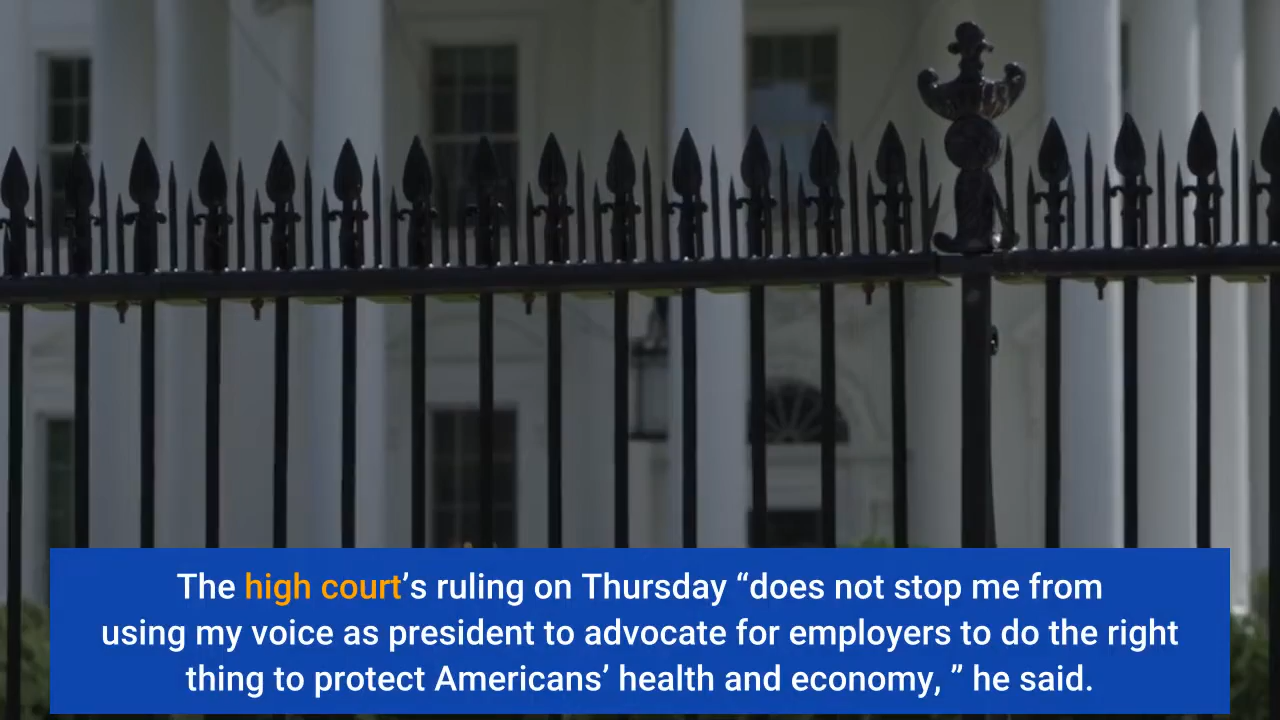 The high court’s ruling on Thursday “does not stop me from
using my voice as president to advocate for employers to do the right
thing to protect Americans’ health and economy, ” he said.